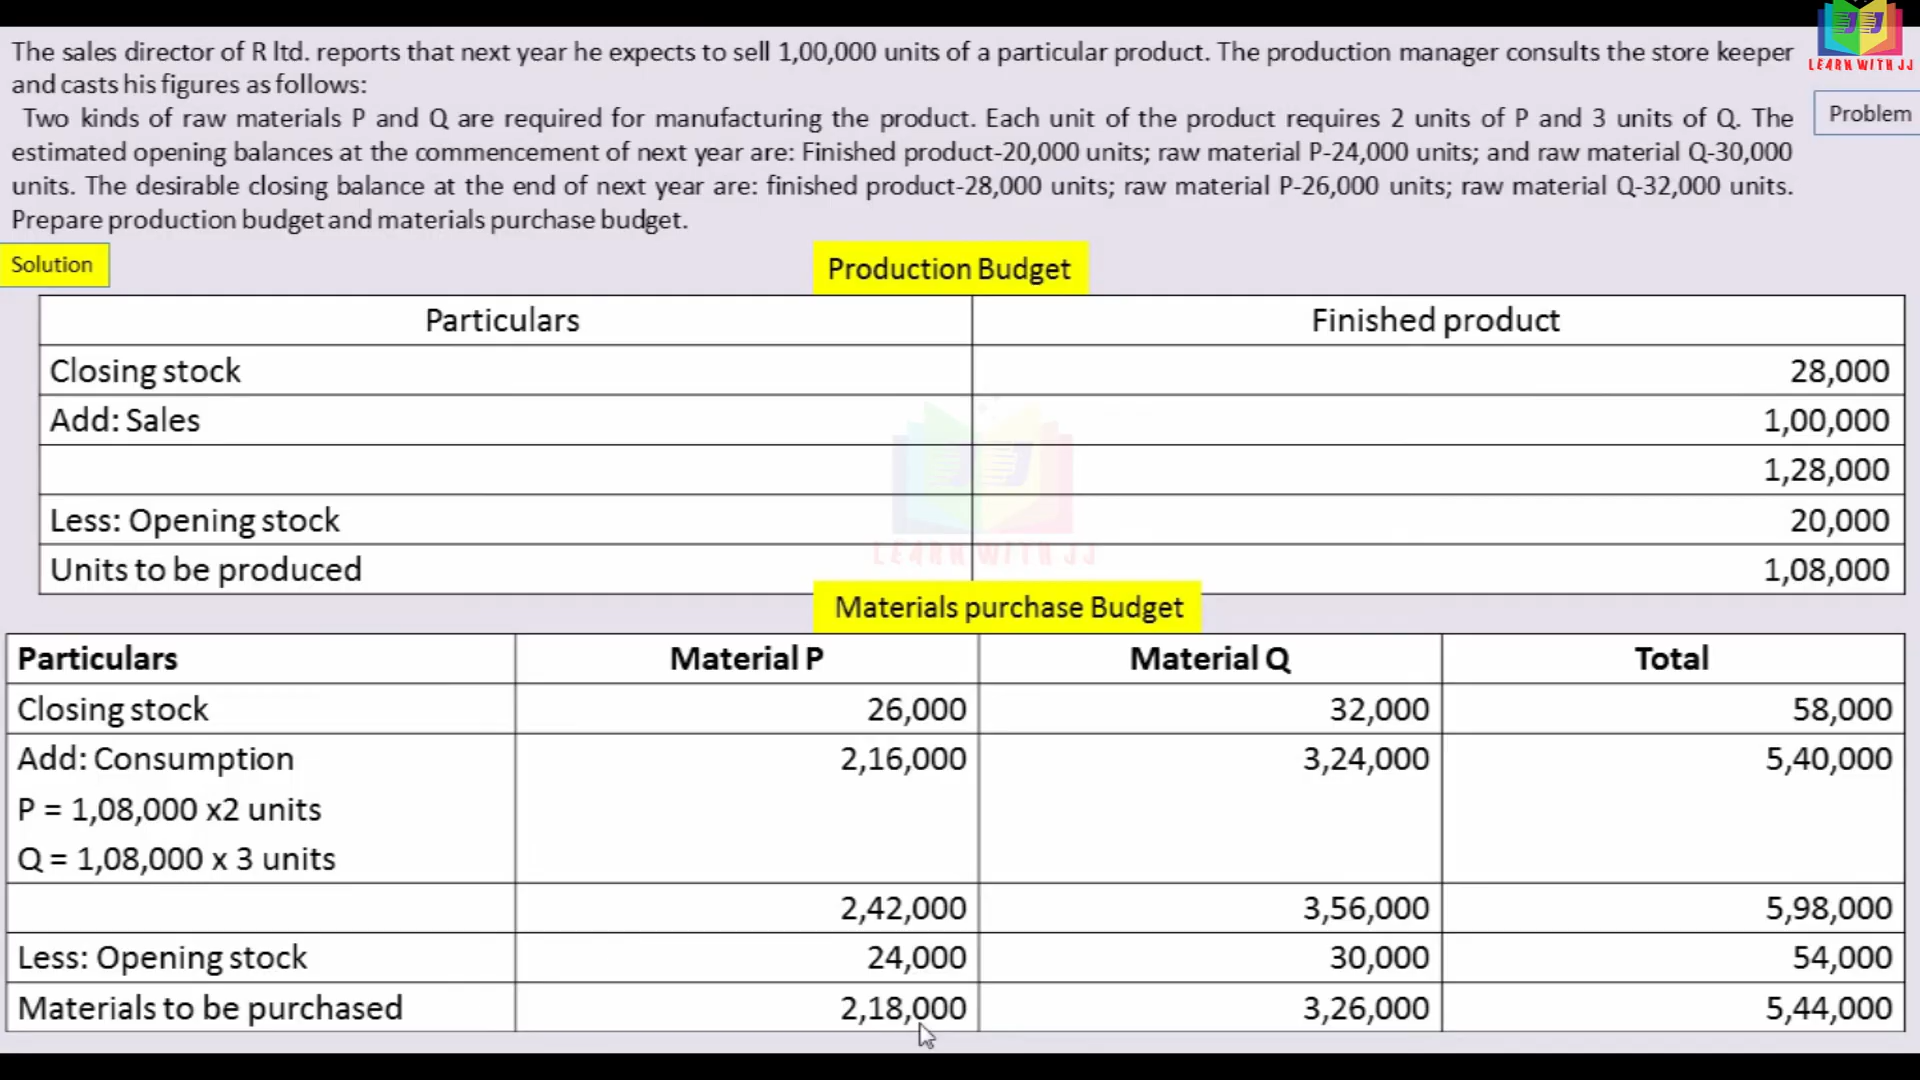 LEARN WITH JJ
The sales director of R ltd. reports that next year he expects to sell 1,00,000 units of a particular product. The production manager consults the store keeper
and casts his figures as follows:
Two kinds of raw materials P and Q are required for manufacturing the product. Each unit of the product requires 2 units of P and 3 units of Q. The
estimated opening balances at the commencement of next year are: Finished product-20,000 units; raw material P-24,000 units; and raw material Q-30,000
units. The desirable closing balance at the end of next year are: finished product-28,000 units; raw material P-26,000 units; raw material Q-32,000 units.
Prepare production budget and materials purchase budget.
Problem
Solution
Production Budget
Particulars Finished product
Closing stock 28,000
Add: Sales 1,00,000
1,28,000
Less: Opening stock 20,000
LEARN WITH JJ
Units to be produced 1,08,000
Materials purchase Budget
Particulars Material P Material Q Total
Closing stock 26,000 32,000 58,000
Add: Consumption 2,16,000 3,24,000 5,40,000
P = 1,08,000 x2 units
Q = 1,08,000 x 3 units
2,42,000 3,56,000 5,98,000
Less: Opening stock 24,000 30,000 54,000
Materials to be purchased 2,18,000 3,26,000 5,44,000